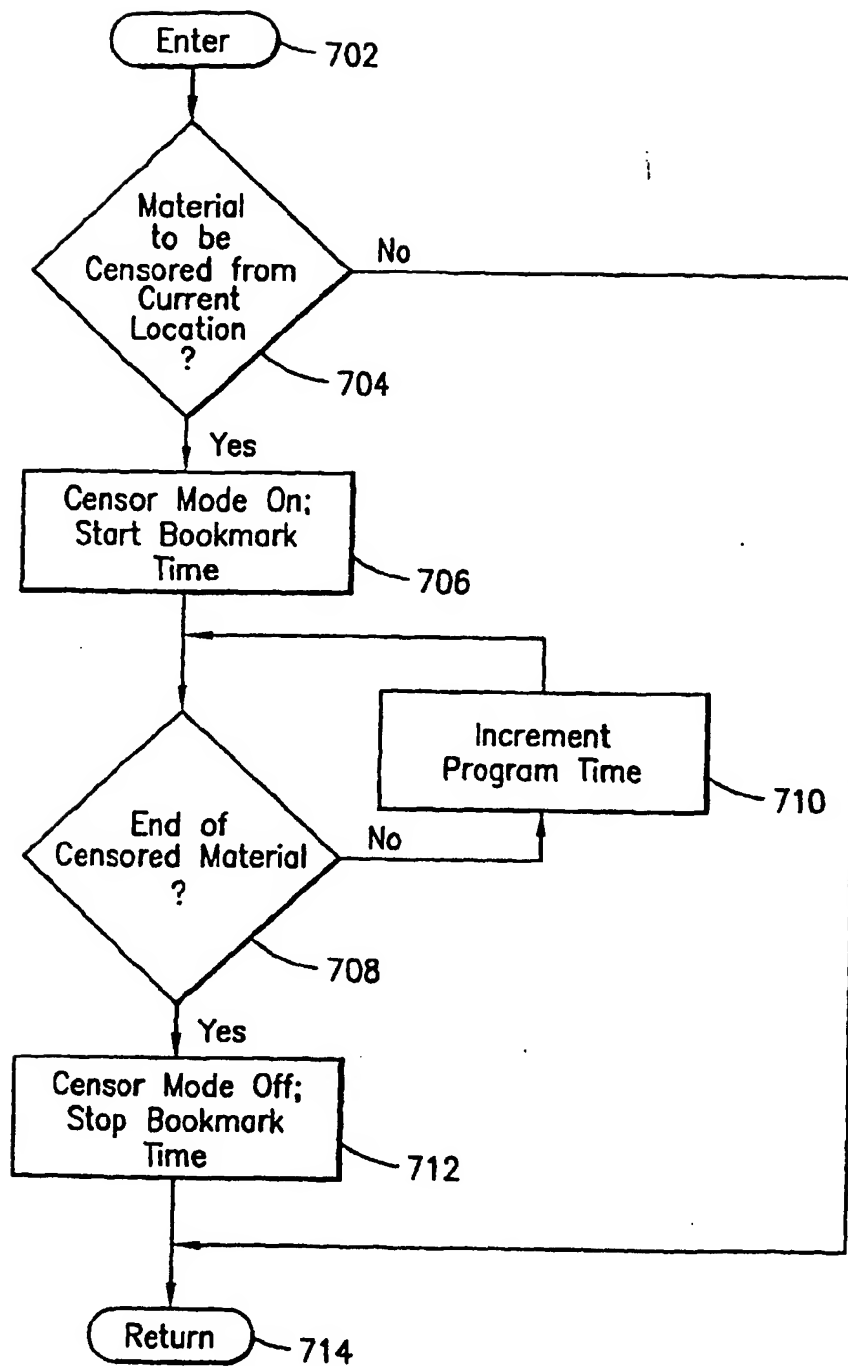 Enter
702
Material
to be
Censored from
Current
Location
?
No
704
Yes
Censor Mode On;
Start Bookmark
Time
706
Increment
Program Time
710
End of
Censored Material
?
No
708
Yes
Censor Mode Off;
Stop Bookmark
Time
712
Return
714